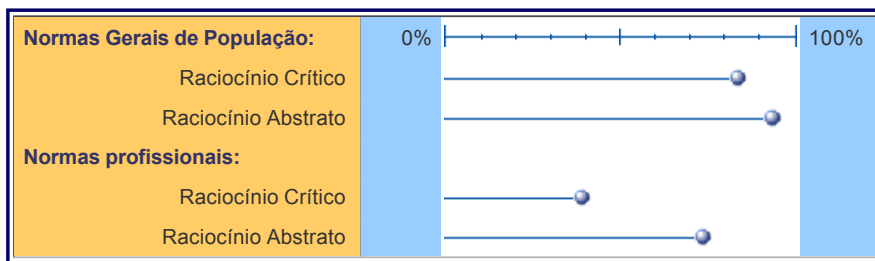 Normas Gerais de População: 0% 100%
Raciocínio Crítico
Raciocínio Abstrato
Normas profissionais:
Raciocínio Crítico
Raciocínio Abstrato